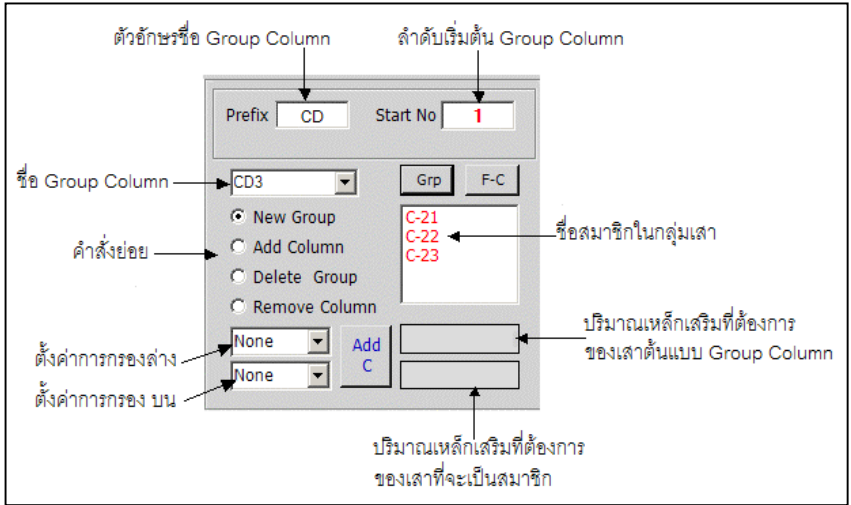 ตัวอักษรชื่อ Group Column
ลำดับเริ่มต้น Group Column
Prefix CD Start No 1
ชื่อ Group Column
CD3
Grp F-C
New Group
Add Column
Delete Group
Remove Column
C-21
C-22
C-23
ชื่อสมาชิกในกลุ่มเสา
คำสั่งย่อย
None
None
Add
C
ตั้งค่าการกรองล่าง
ตั้งค่าการกรอง บน
ปริมาณเหล็กเสริมที่ต้องการ
ของเสาต้นแบบ Group Column
ปริมาณเหล็กเสริมที่ต้องการ
ของเสาที่จะเป็นสมาชิก